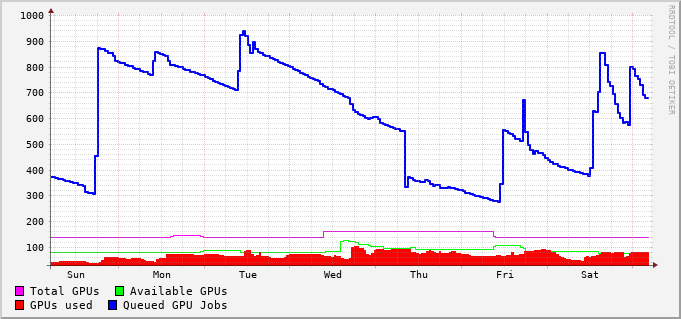 1000
900
800
700
600
500
400
300
200
100
Sun Mon Tue Wed Thu Fri Sat
RRDTOOL / TOBI OETIKER
Total GPUs Available GPUs
GPUs used Queued GPU Jobs